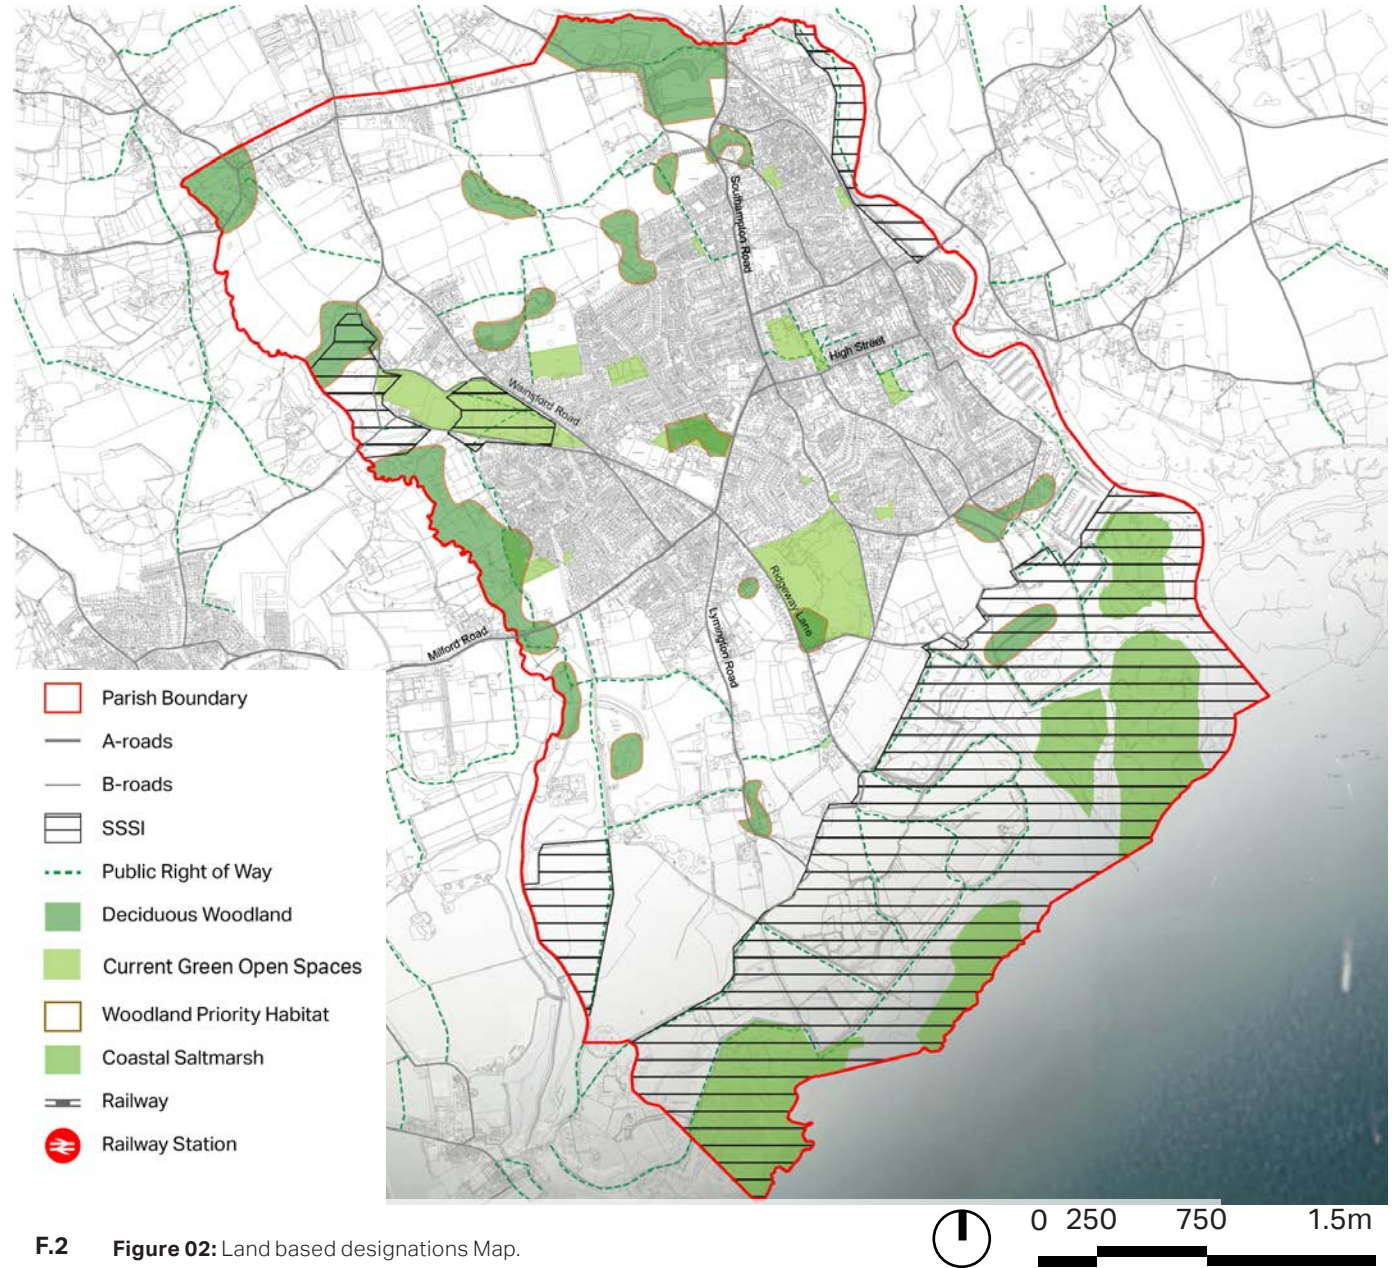 Southampton Road
High Street
Wainsford Road
Ridgeway Lane
Lymington Road
Milford Road
Parish Boundary
A-roads
B-roads
SSSI
Public Right of Way
Deciduous Woodland
Current Green Open Spaces
Woodland Priority Habitat
Coastal Saltmarsh
Railway
Railway Station
F.2 Figure 02: Land based designations Map.
0 250 750 1.5m